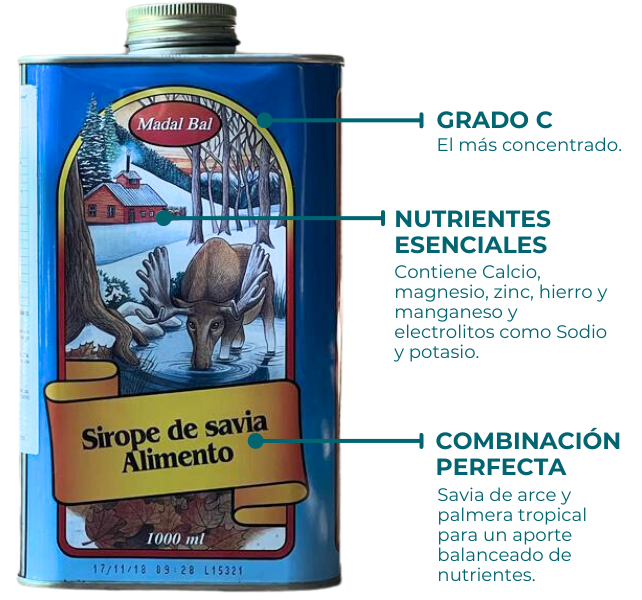 Madal Bal
Sirope de savia
Alimento
1000 ml
17/11/18 09:28 L15321
GRADO C
El más concentrado.
NUTRIENTES
ESENCIALES
Contiene Calcio,
magnesio, zinc, hierro y
manganeso y
electrolitos como Sodio
y potasio.
COMBINACIÓN
PERFECTA
Savia de arce y
palmera tropical
para un aporte
balanceado de
nutrientes.